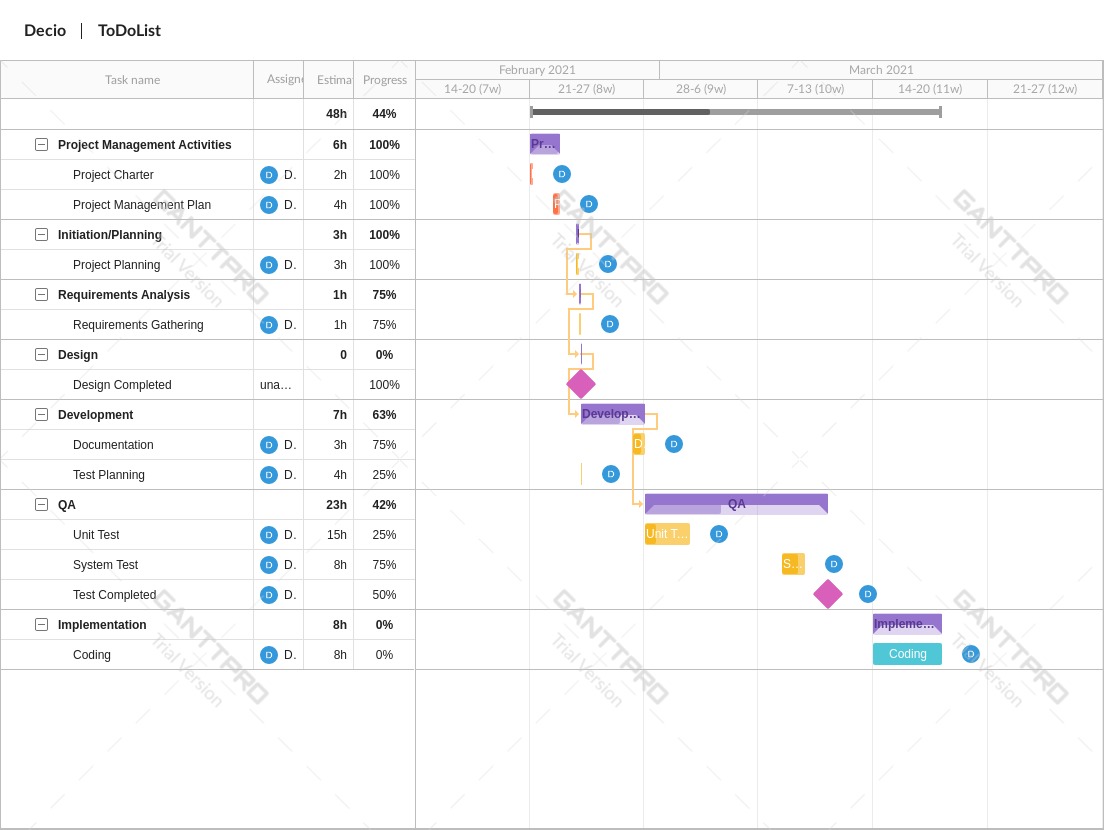 Decio | ToDoList
Task name Assigne Estimat Progress February 2021 March 2021
14-20 (7w) 21-27 (8w) 28-6 (9w) 7-13 (10w) 14-20 (11w) 21-27 (12w)
48h 44%
Project Management Activities 6h 100% Pr...
Project Charter D D. 2h 100% D
Project Management Plan D D. 4h 100% P D
Initiation/Planning 3h 100%
Project Planning D D. 3h 100% D
Requirements Analysis 1h 75%
Requirements Gathering D D. 1h 75% D
Design 0 0%
Design Completed una... 100%
Development 7h 63% Develop...
Documentation D D. 3h 75% D D
Test Planning D D. 4h 25% D
QA 23h 42% QA
Unit Test D D. 15h 25% Unit T... D
System Test D D. 8h 75% S... D
Test Completed D D. 50% D
Implementation 8h 0% Impleme...
Coding D D. 8h 0% Coding D
GANTTPRO
Trial Version
GANTTPRO
Trial Version
GANTTPRO
Trial Version
GANTTPRO
Trial Version
GANTTPRO
Trial Version
GANTTPRO
Trial Version